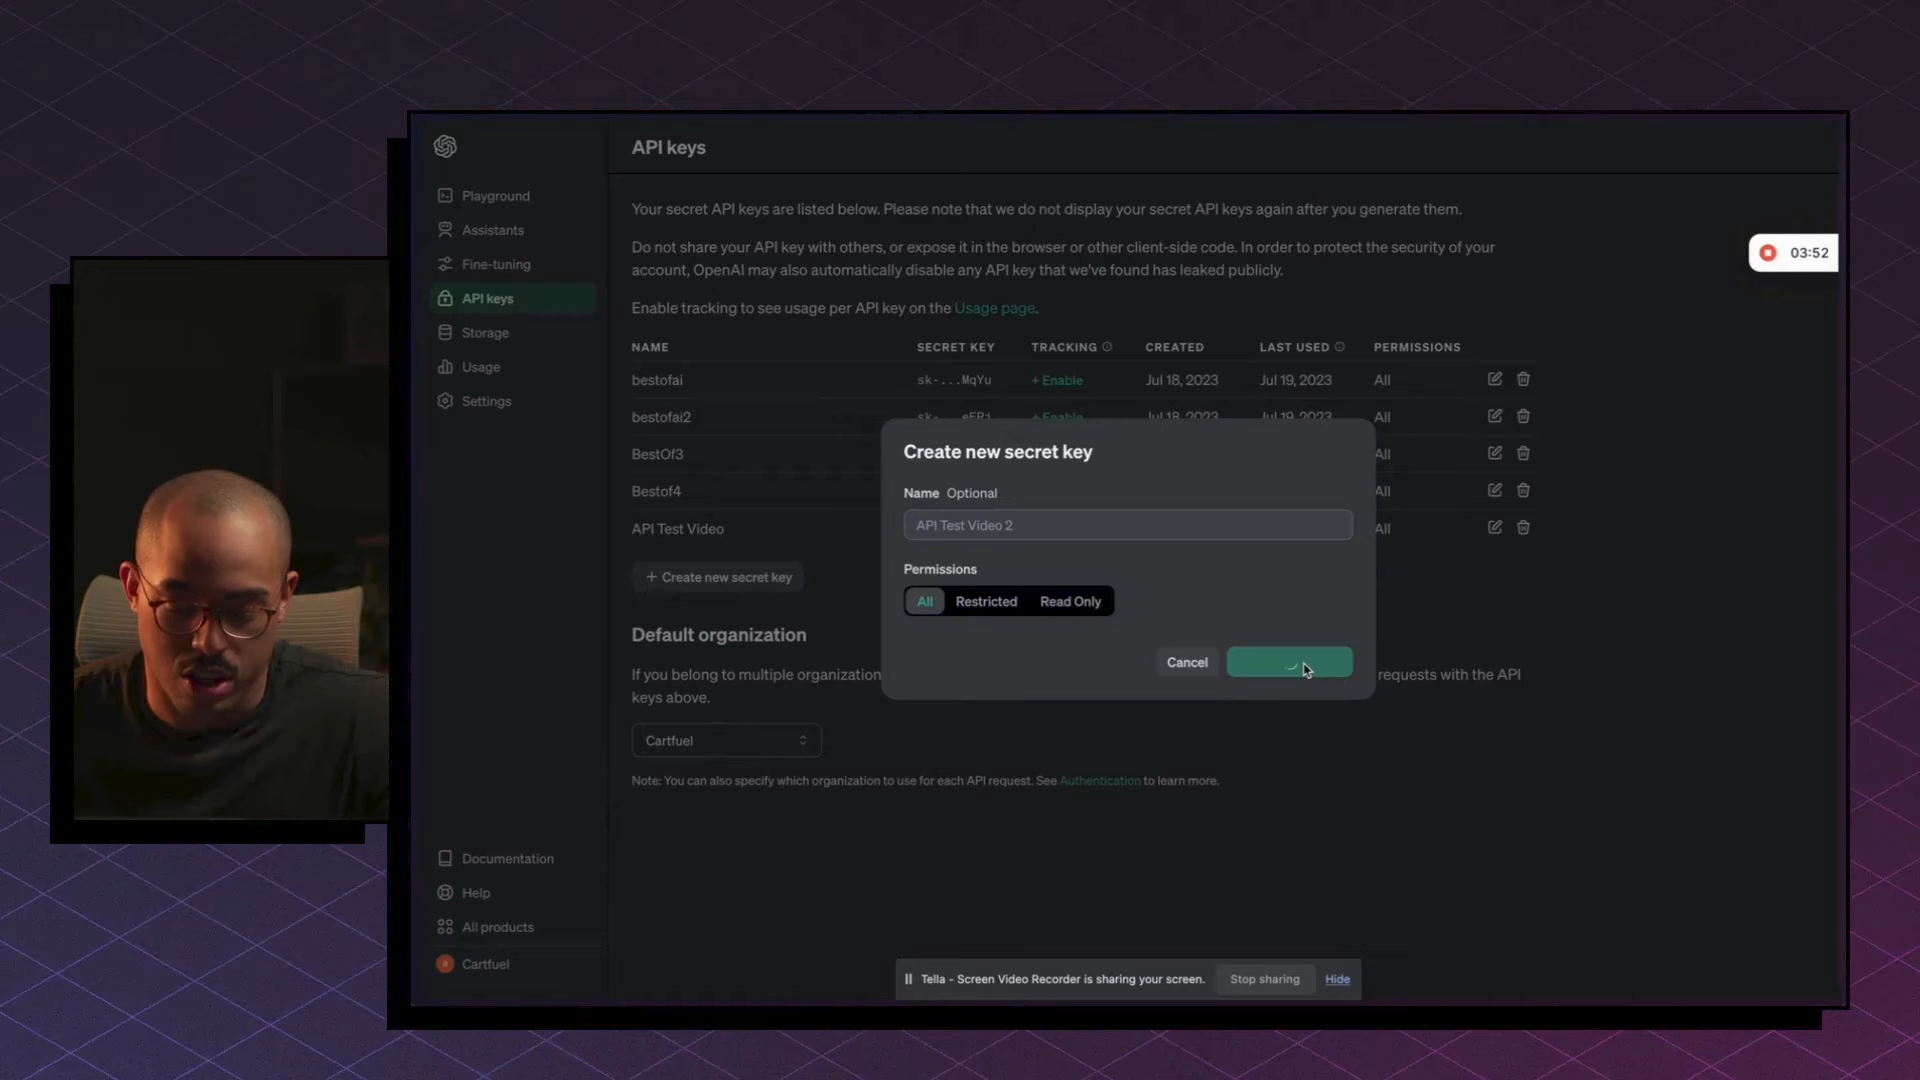 API keys
Playground
Assistants
Fine-tuning
API keys
Storage
Usage
Settings
Your secret API keys are listed below. Please note that we do not display your secret API keys again after you generate them.
Do not share your API key with others, or expose it in the browser or other client-side code. In order to protect the security of your
account, OpenAI may also automatically disable any API key that we've found has leaked publicly.
Enable tracking to see usage per API key on the Usage page.
03:52
NAME SECRET KEY TRACKING CREATED LAST USED PERMISSIONS
bestofai sk-...MqYu + Enable Jul 18, 2023 Jul 19, 2023 All
bestofai2 sk-...eFPi + Enable Jul 18, 2023 Jul 19, 2023 All
BestOf3 All
Bestof4 All
API Test Video All
+ Create new secret key
Create new secret key
Name Optional
API Test Video 2
Permissions
All Restricted Read Only
Cancel
Default organization
If you belong to multiple organization requests with the API
keys above.
Cartfuel
Note: You can also specify which organization to use for each API request. See Authentication to learn more.
Documentation
Help
All products
Cartfuel
Tella - Screen Video Recorder is sharing your screen. Stop sharing Hide